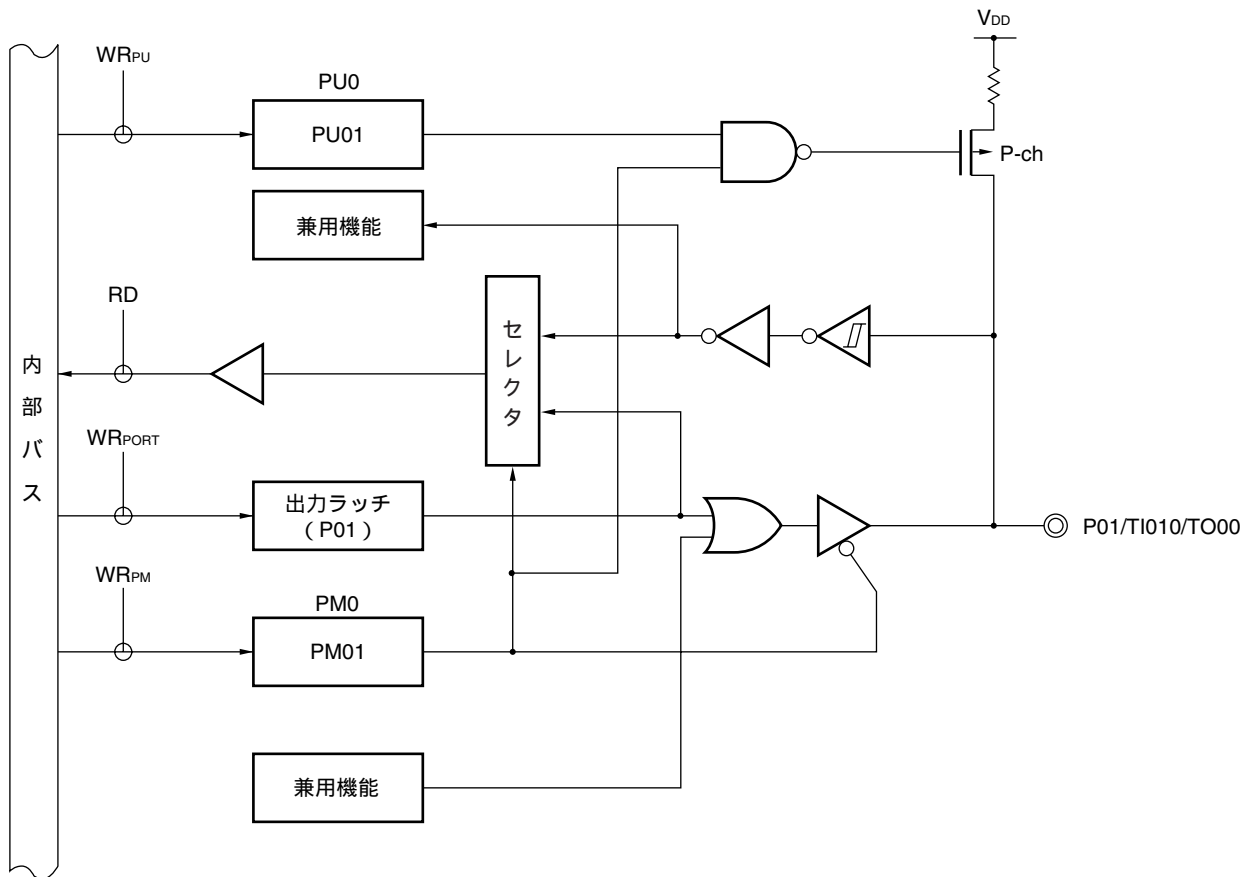 VDD
WRPU
PU0
PU01
P-ch
兼用機能
RD
セレクタ
内部バス
WRPORT
出力ラッチ
(P01)
P01/TI010/TO00
WRPM
PM0
PM01
兼用機能